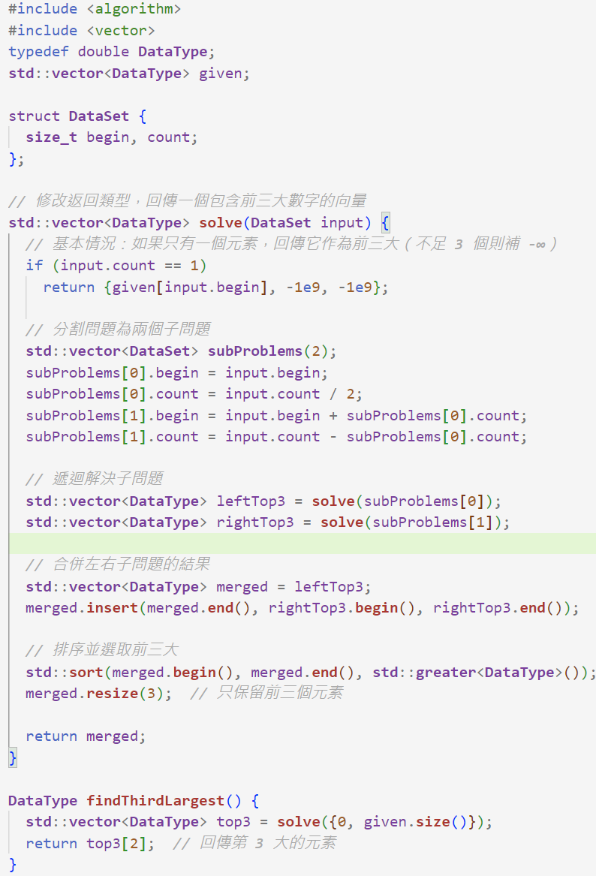 #include <algorithm>
#include <vector>
typedef double DataType;
std::vector<DataType> given;
struct DataSet {
size_t begin, count;
};
// 修改返回類型，回傳一個包含前三大數字的向量
std::vector<DataType> solve(DataSet input) {
// 基本情況：如果只有一個元素，回傳它作為前三大（不足 3 個則補 -∞）
if (input.count == 1)
return {given[input.begin], -1e9, -1e9};
// 分割問題為兩個子問題
std::vector<DataSet> subProblems(2);
subProblems[0].begin = input.begin;
subProblems[0].count = input.count / 2;
subProblems[1].begin = input.begin + subProblems[0].count;
subProblems[1].count = input.count - subProblems[0].count;
// 遞迴解決子問題
std::vector<DataType> leftTop3 = solve(subProblems[0]);
std::vector<DataType> rightTop3 = solve(subProblems[1]);
// 合併左右子問題的結果
std::vector<DataType> merged = leftTop3;
merged.insert(merged.end(), rightTop3.begin(), rightTop3.end());
// 排序並選取前三大
std::sort(merged.begin(), merged.end(), std::greater<DataType>());
merged.resize(3);  // 只保留前三個元素
return merged;
}
DataType findThirdLargest() {
std::vector<DataType> top3 = solve({0, given.size()});
return top3[2];  // 回傳第 3 大的元素
}